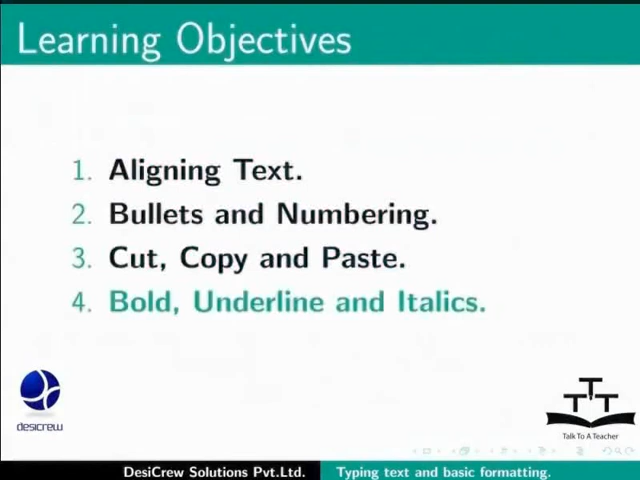 Learning Objectives
1. Aligning Text.
2. Bullets and Numbering.
3. Cut, Copy and Paste.
4. Bold, Underline and Italics.
desicrew
TTT
Talk To A Teacher
DesiCrew Solutions Pvt.Ltd.
Typing text and basic formatting.